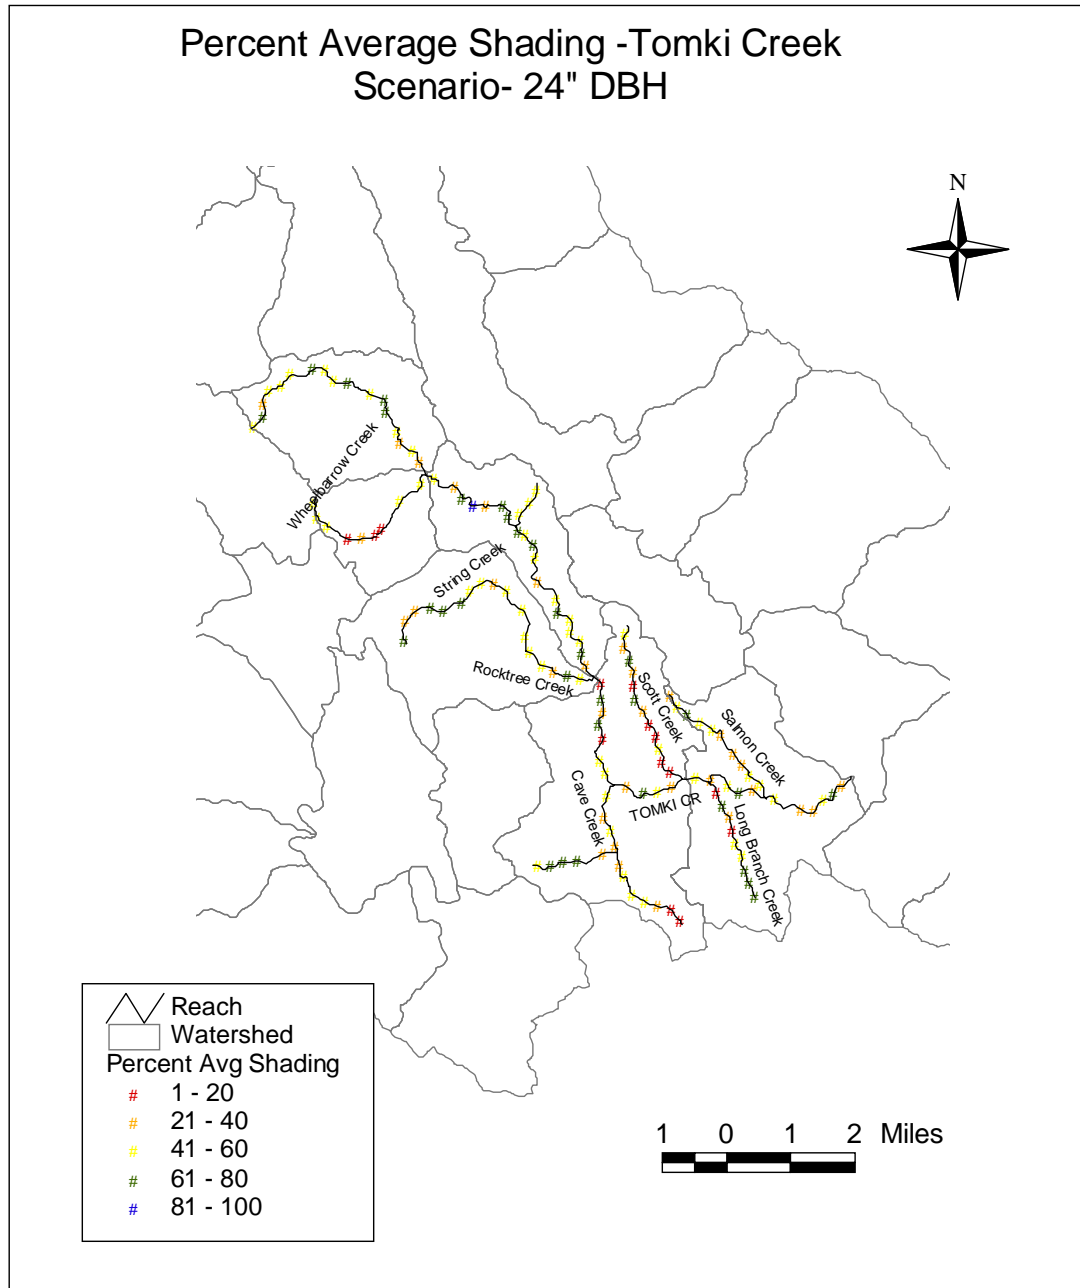 Percent Average Shading -Tomki Creek
Scenario- 24" DBH
N
Wheelbarrow Creek
String Creek
Rocktree Creek
Scott Creek
Salmon Creek
Cave Creek
TOMKI CR
Long Branch Creek
Reach
Watershed
Percent Avg Shading
# 1 - 20
# 21 - 40
# 41 - 60
# 61 - 80
# 81 - 100
1 0 1 2 Miles